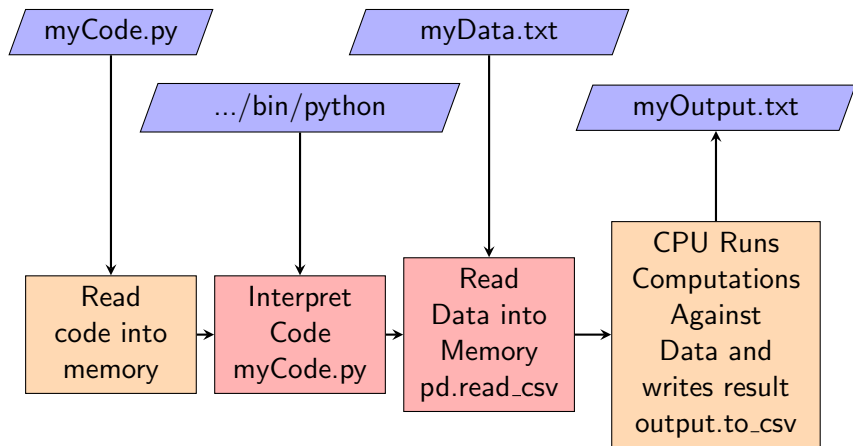 myCode.py
myData.txt
.../bin/python
myOutput.txt
Read
code into
memory
Interpret
Code
myCode.py
Read
Data into
Memory
pd.read_csv
CPU Runs
Computations
Against
Data and
writes result
output.to_csv